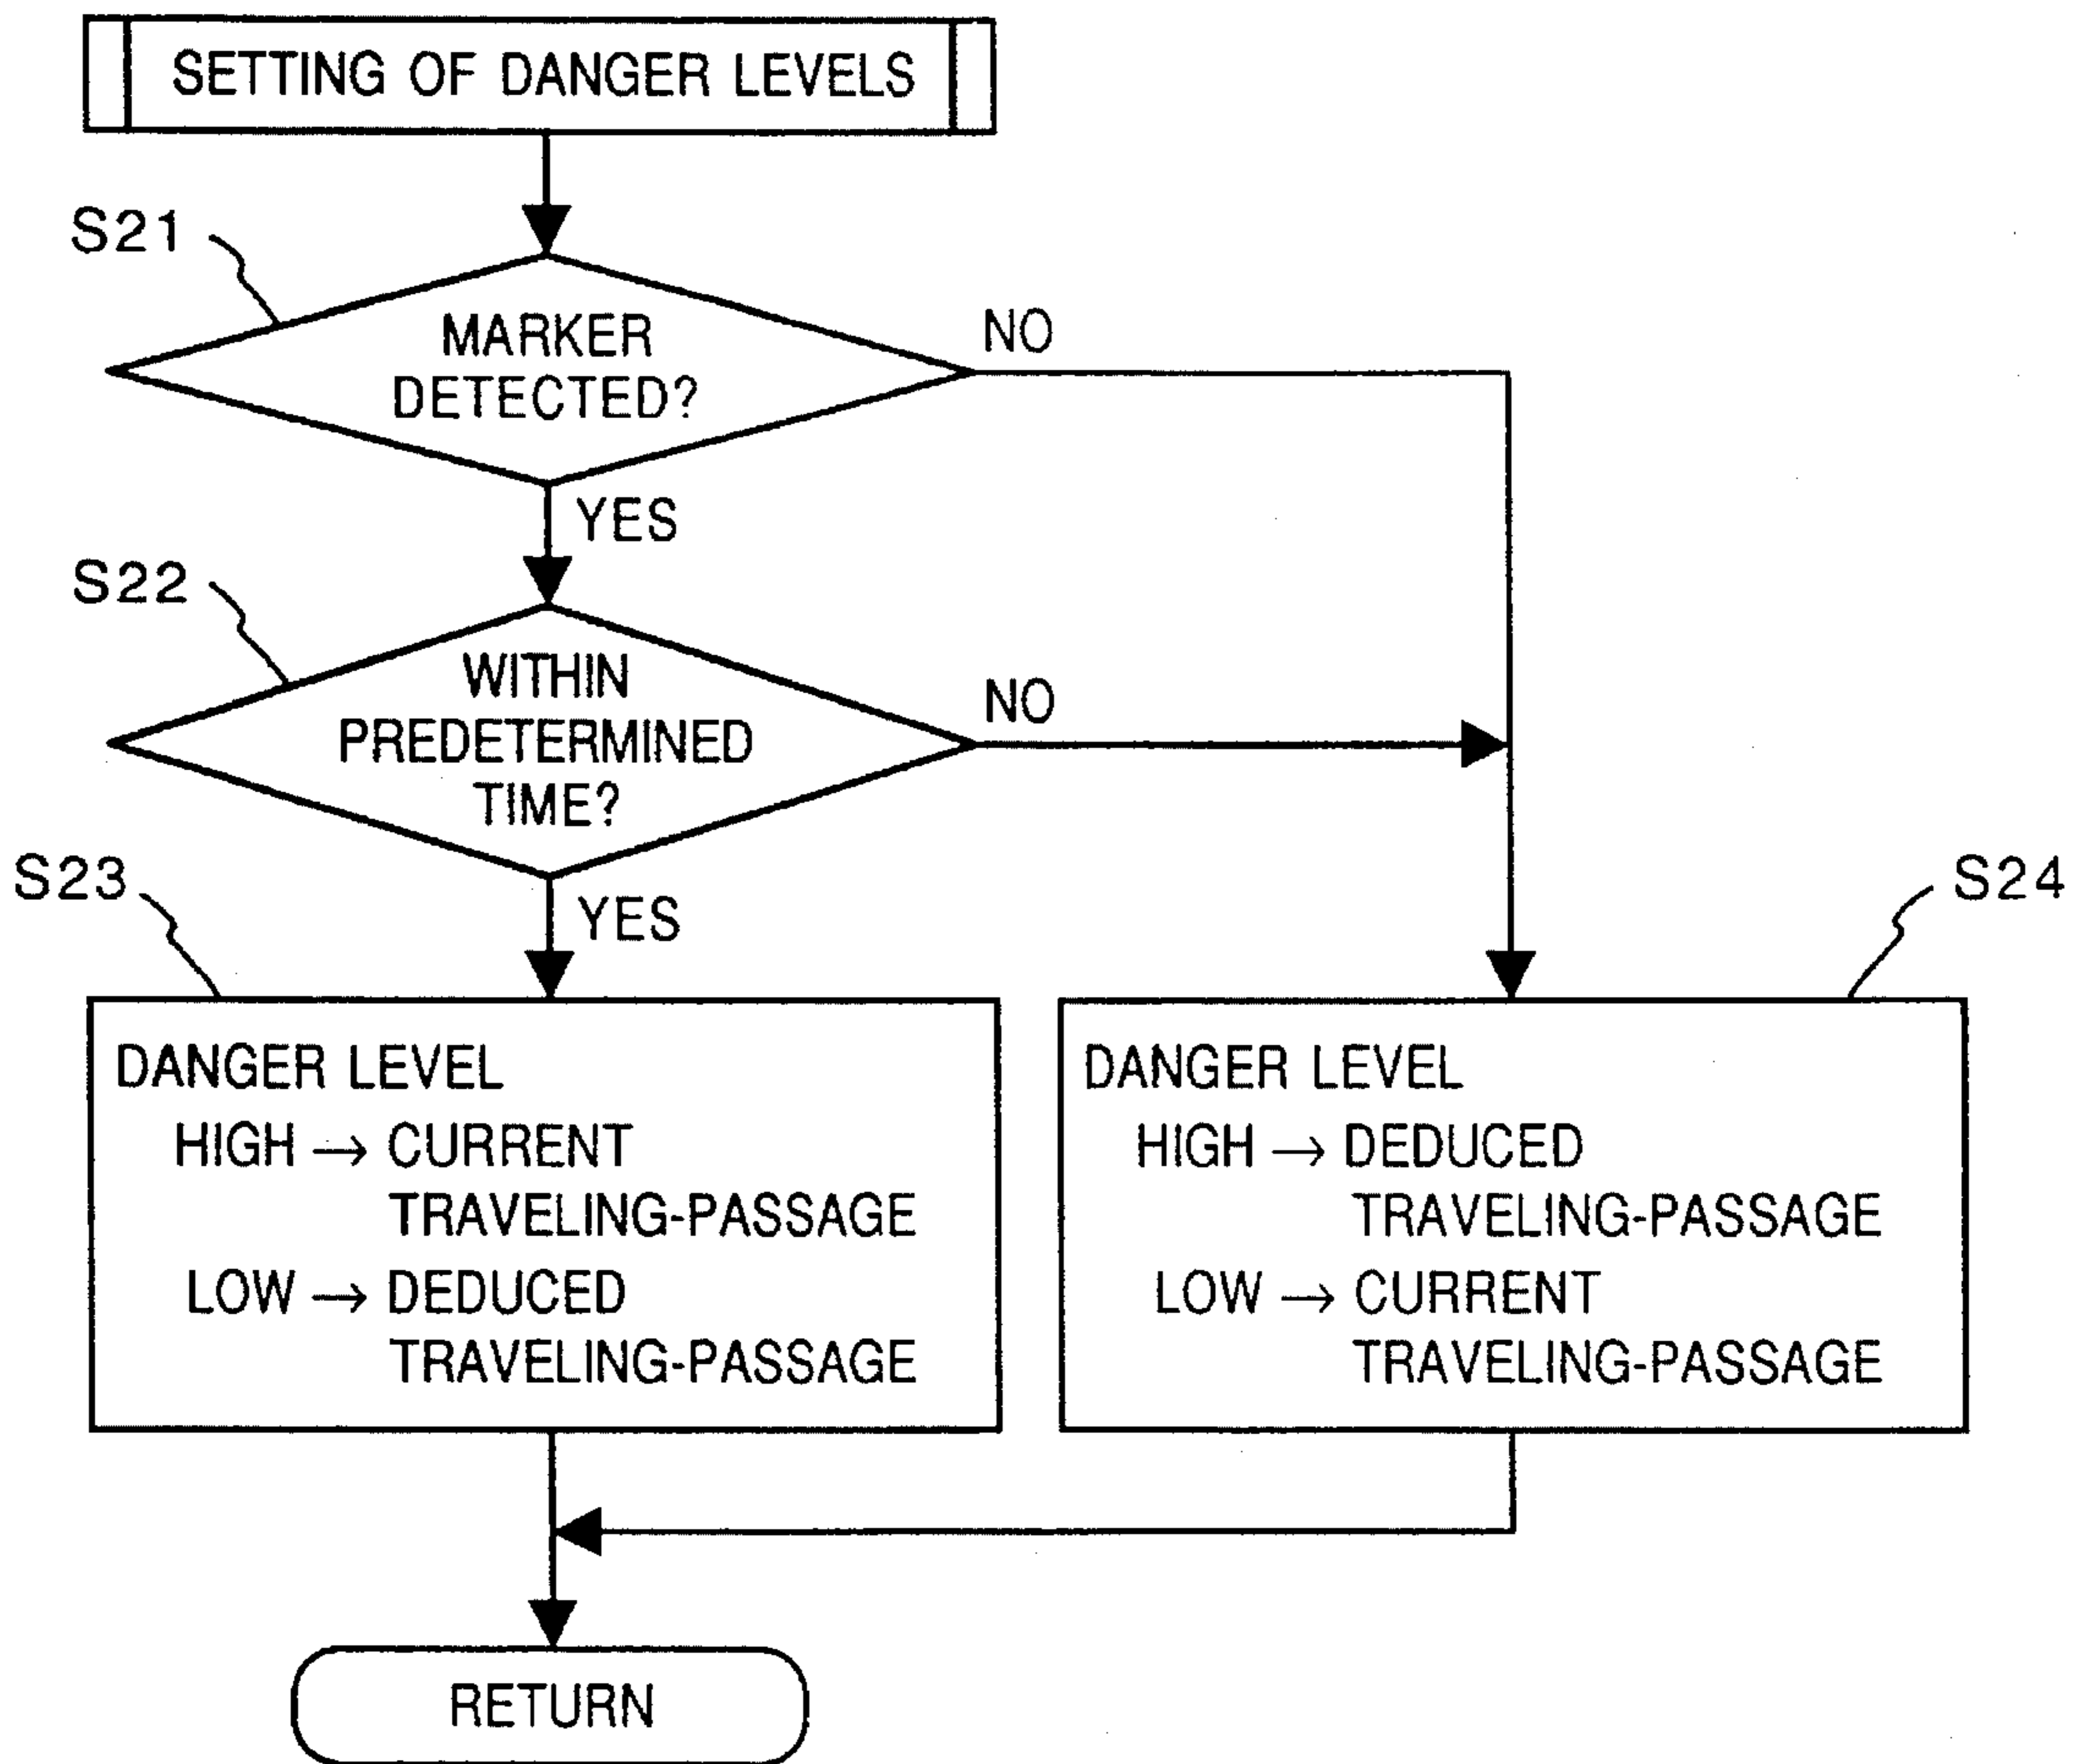 SETTING OF DANGER LEVELS
S21
MARKER
DETECTED?
NO
YES
S22
WITHIN
PREDETERMINED
TIME?
NO
YES
S23
DANGER LEVEL
HIGH → CURRENT
TRAVELING-PASSAGE
LOW → DEDUCED
TRAVELING-PASSAGE
S24
DANGER LEVEL
HIGH → DEDUCED
TRAVELING-PASSAGE
LOW → CURRENT
TRAVELING-PASSAGE
RETURN